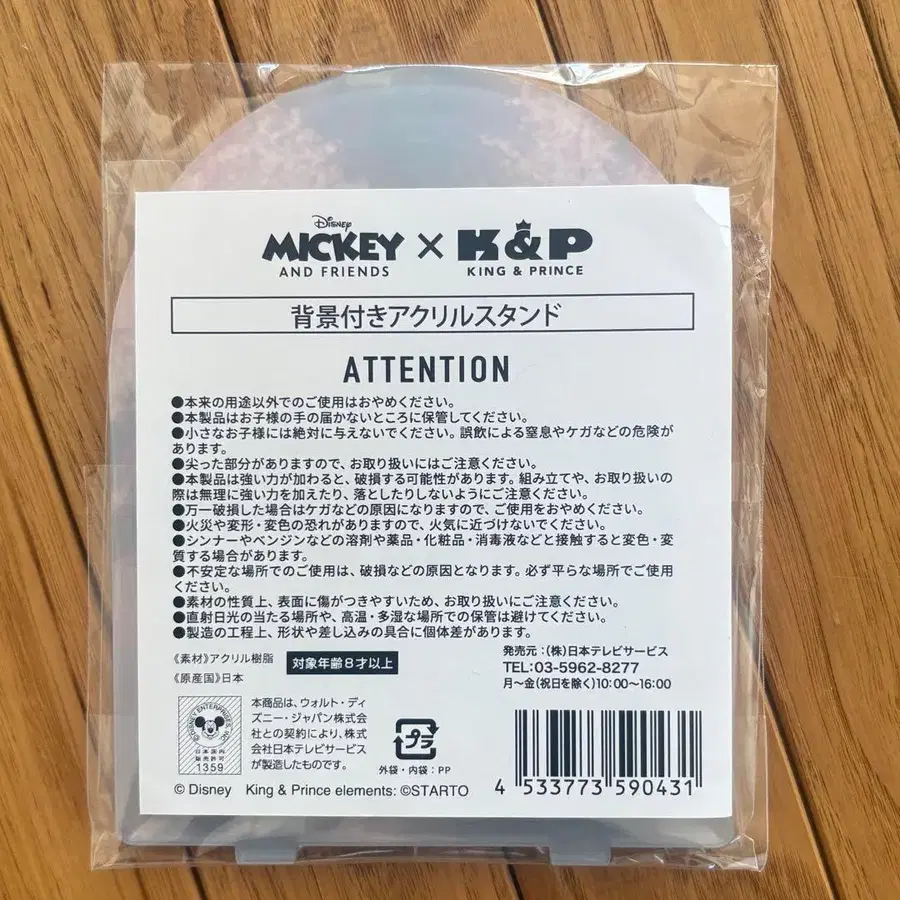 Disney
MICKEY × K&P
AND FRIENDS KING & PRINCE
背景付きアクリルスタンド
ATTENTION
●本来の用途以外でのご使用はおやめください。
●本製品はお子様の手の届かないところに保管してください。
●小さなお子様には絶対に与えないでください。誤飲による窒息やケガなどの危険が
あります。
●尖った部分がありますので、お取り扱いにはご注意ください。
●本製品は強い力が加わると、破損する可能性があります。組み立てや、お取り扱いの
際は無理に強い力を加えたり、落としたりしないようにご注意ください。
●万一破損した場合はケガなどの原因になりますので、ご使用をおやめください。
●火災や変形・変色の恐れがありますので、火気に近づけないでください。
●シンナーやベンジンなどの溶剤や薬品・化粧品・消毒液などと接触すると変色・変
質する場合があります。
●不安定な場所でのご使用は、破損などの原因となります。必ず平らな場所でご使用
ください。
●素材の性質上、表面に傷がつきやすいため、お取り扱いにご注意ください。
●直射日光の当たる場所や、高温・多湿な場所での保管は避けてください。
●製造の工程上、形状や差し込みの具合に個体差があります。
《素材》アクリル樹脂 対象年齢8才以上
《原産国》日本
発売元：(株)日本テレビサービス
TEL:03-5962-8277
月〜金(祝日を除く)10:00〜16:00
©DISNEY ENTERPRISES, INC.
日本国内
販売許可
1359
本商品は、ウォルト・ディ
ズニー・ジャパン株式会
社との契約により、株式
会社日本テレビサービス
が製造したものです。
プラ
外袋・内袋：PP
4 533773 590431
© Disney King & Prince elements: ©STARTO